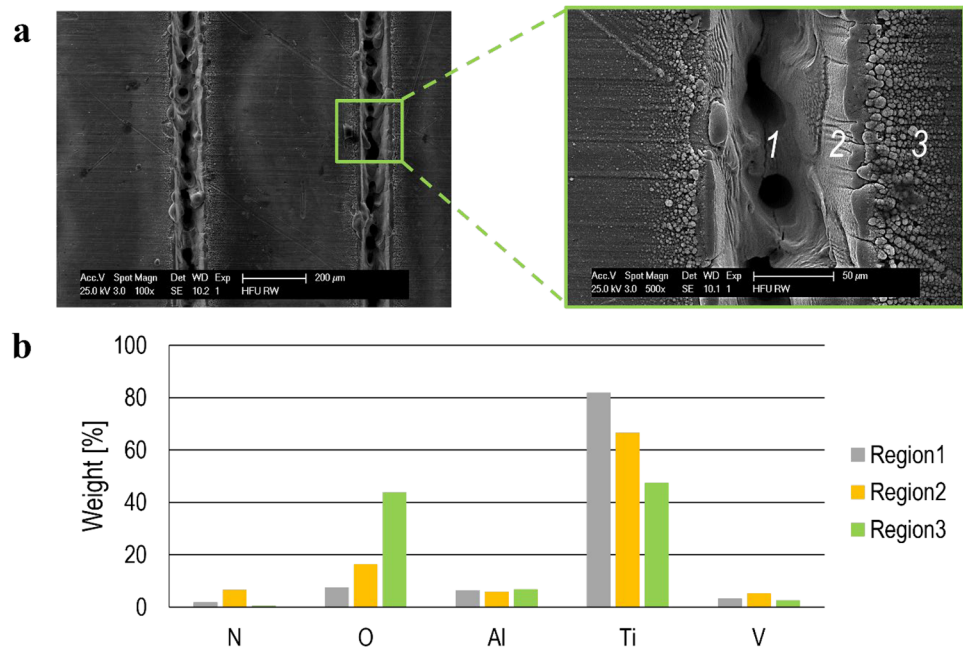 a
Acc.V Spot Magn Det WD Exp 200 µm
25.0 kV 3.0 100x SE 10.2 1 HFU RW
1 2 3
Acc.V Spot Magn Det WD Exp 50 µm
25.0 kV 3.0 500x SE 10.1 1 HFU RW
b
Weight [%]
100
80
60
40
20
0
N O Al Ti V
Region1
Region2
Region3